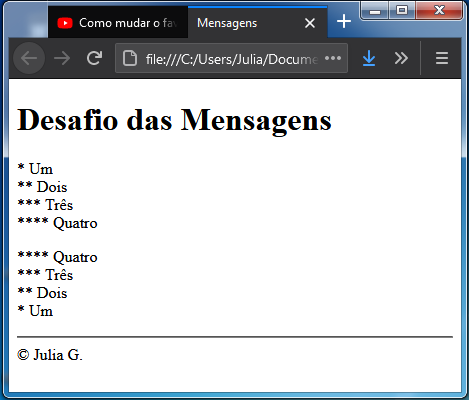 Como mudar o fav
Mensagens
file:///C:/Users/Julia/Docume
Desafio das Mensagens
* Um
** Dois
*** Três
**** Quatro
**** Quatro
*** Três
** Dois
* Um
© Julia G.